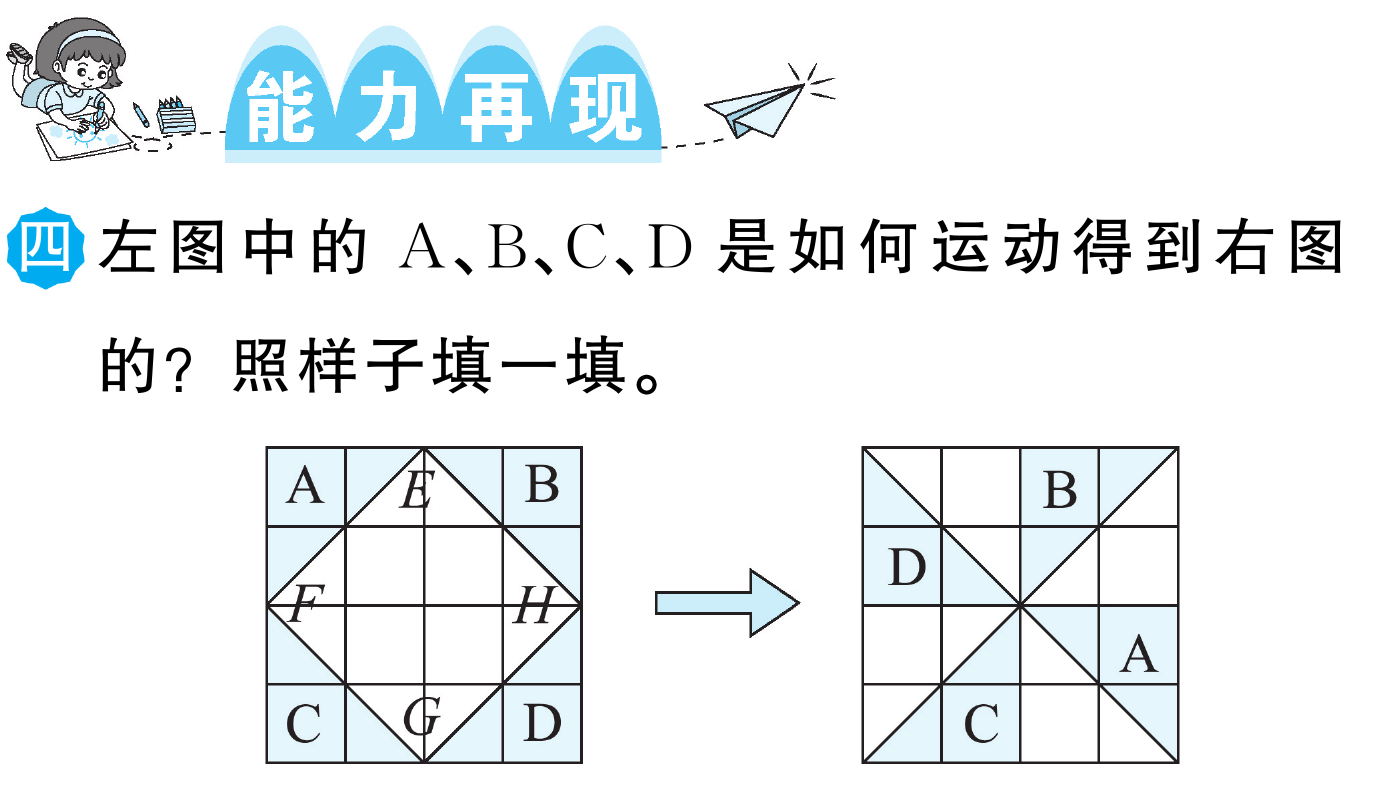 能力再现
四 左图中的 A、B、C、D 是如何运动得到右图
的？照样子填一填。
A E B
F H
C G D
B
D
A
C